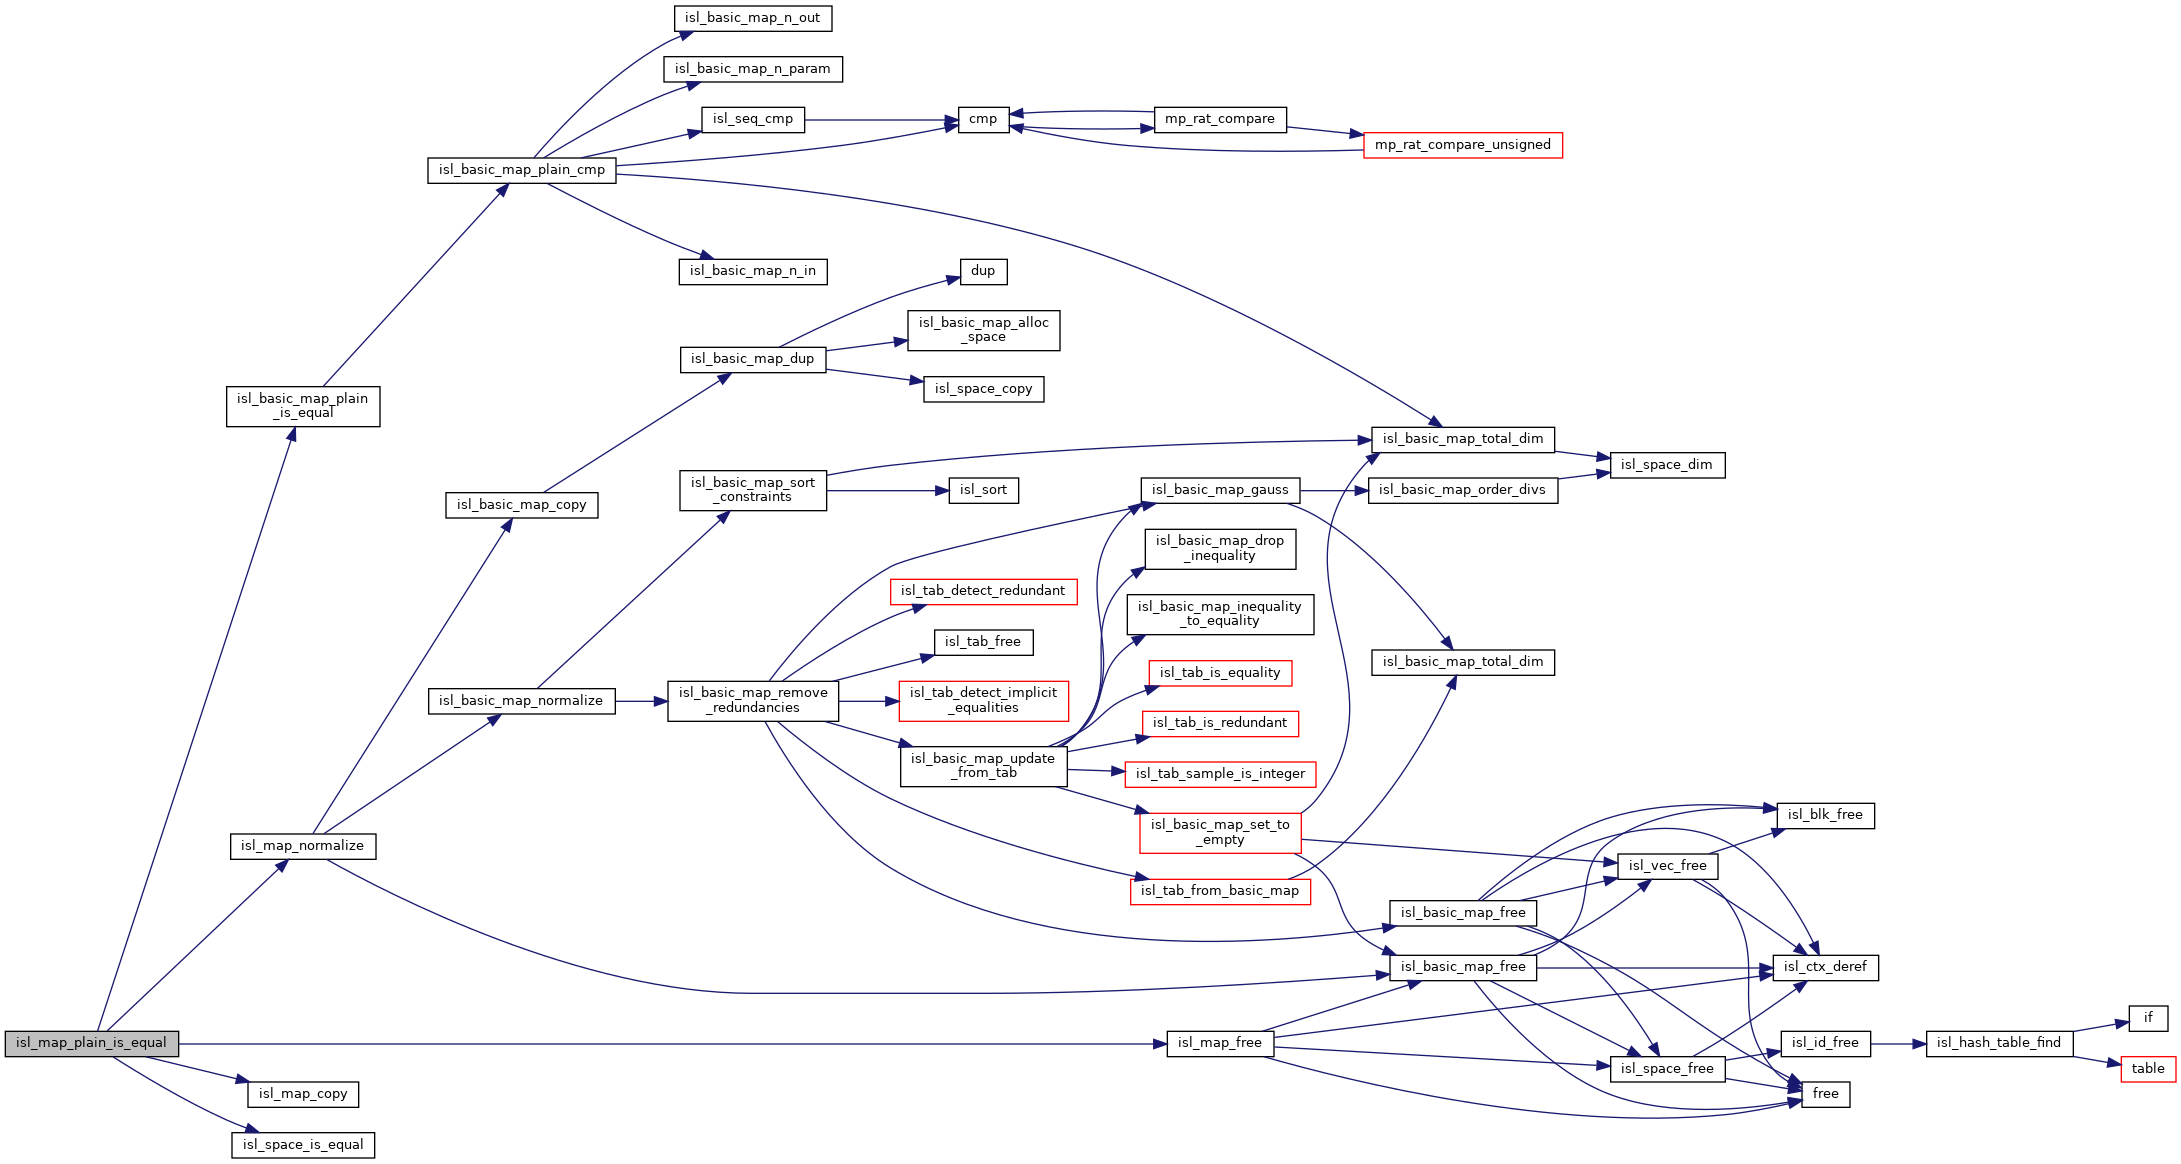 isl_basic_map_n_out
isl_basic_map_n_param
isl_seq_cmp
cmp
mp_rat_compare
mp_rat_compare_unsigned
isl_basic_map_plain_cmp
isl_basic_map_n_in
dup
isl_basic_map_alloc
_space
isl_basic_map_dup
isl_space_copy
isl_basic_map_plain
_is_equal
isl_basic_map_total_dim
isl_space_dim
isl_basic_map_sort
_constraints
isl_sort
isl_basic_map_gauss
isl_basic_map_order_divs
isl_basic_map_copy
isl_basic_map_drop
_inequality
isl_tab_detect_redundant
isl_basic_map_inequality
_to_equality
isl_tab_free
isl_basic_map_total_dim
isl_tab_is_equality
isl_basic_map_normalize
isl_basic_map_remove
_redundancies
isl_tab_detect_implicit
_equalities
isl_tab_is_redundant
isl_basic_map_update
_from_tab
isl_tab_sample_is_integer
isl_basic_map_set_to
_empty
isl_blk_free
isl_map_normalize
isl_vec_free
isl_tab_from_basic_map
isl_basic_map_free
isl_basic_map_free
isl_ctx_deref
if
isl_map_plain_is_equal
isl_map_free
isl_id_free
isl_hash_table_find
isl_space_free
table
isl_map_copy
free
isl_space_is_equal